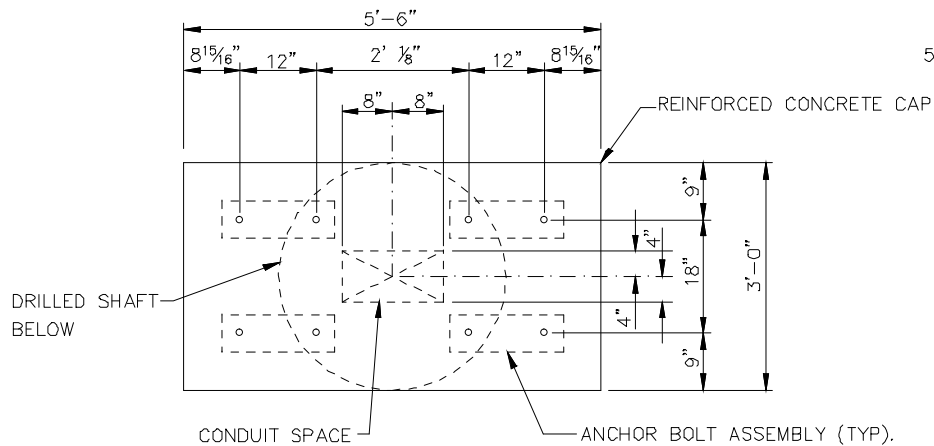 5'-6"
8 15/16" 12" 2' 1/8" 12" 8 15/16"
5
8" 8"
REINFORCED CONCRETE CAP
9"
4"
18"
3'-0"
4"
9"
DRILLED SHAFT
BELOW
CONDUIT SPACE
ANCHOR BOLT ASSEMBLY (TYP).